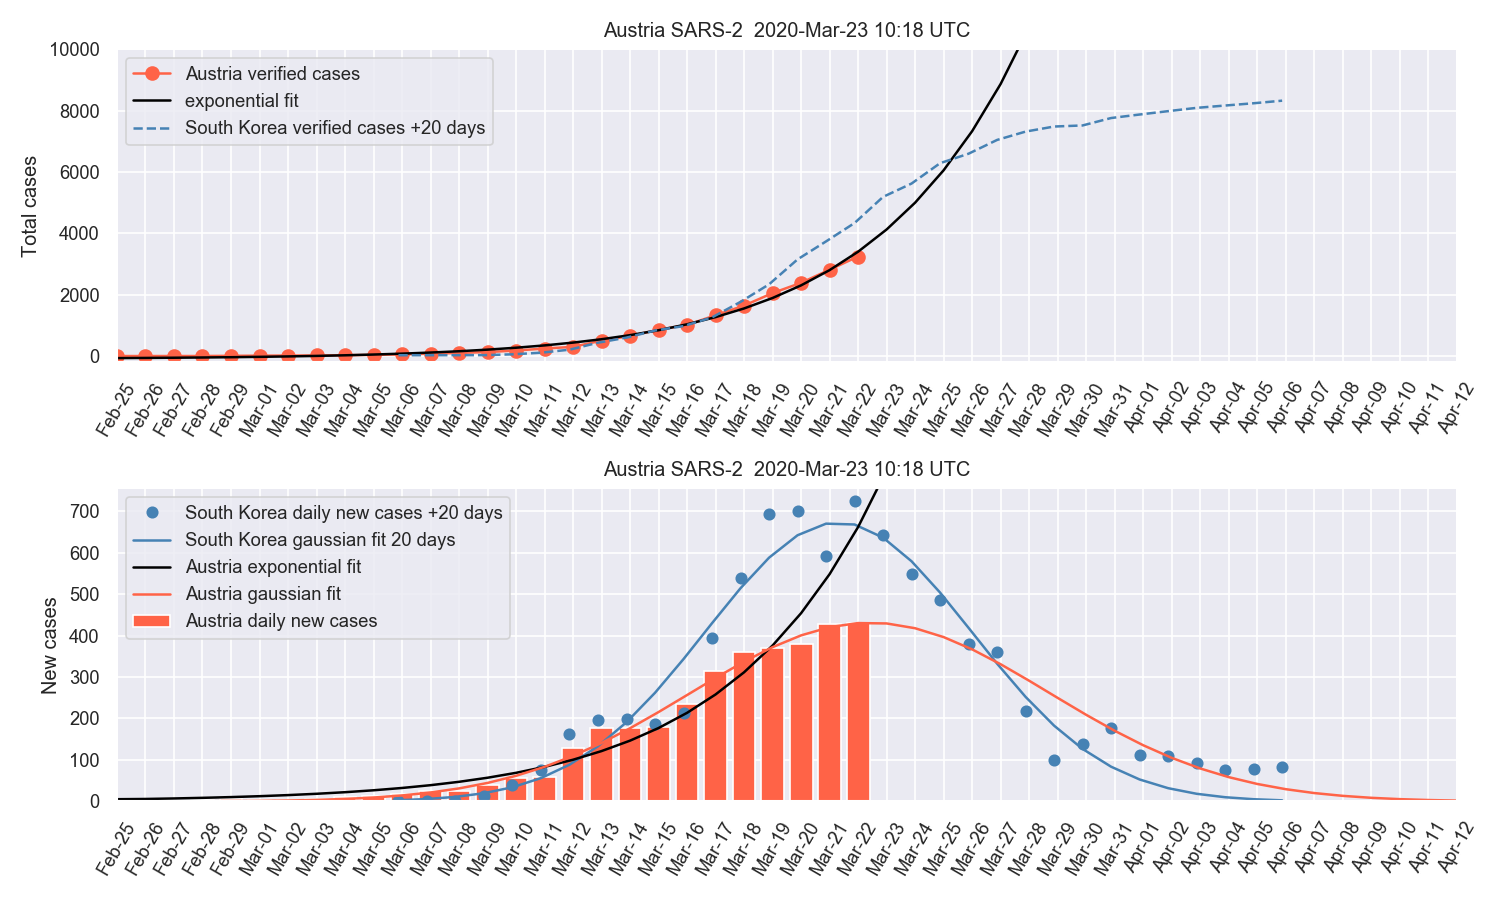 Austria SARS-2  2020-Mar-23 10:18 UTC
10000
8000
6000
4000
2000
0
Total cases
Austria verified cases
exponential fit
South Korea verified cases +20 days
Feb-25
Feb-26
Feb-27
Feb-28
Feb-29
Mar-01
Mar-02
Mar-03
Mar-04
Mar-05
Mar-06
Mar-07
Mar-08
Mar-09
Mar-10
Mar-11
Mar-12
Mar-13
Mar-14
Mar-15
Mar-16
Mar-17
Mar-18
Mar-19
Mar-20
Mar-21
Mar-22
Mar-23
Mar-24
Mar-25
Mar-26
Mar-27
Mar-28
Mar-29
Mar-30
Mar-31
Apr-01
Apr-02
Apr-03
Apr-04
Apr-05
Apr-06
Apr-07
Apr-08
Apr-09
Apr-10
Apr-11
Apr-12
Austria SARS-2  2020-Mar-23 10:18 UTC
700
600
500
400
300
200
100
0
New cases
South Korea daily new cases +20 days
South Korea gaussian fit 20 days
Austria exponential fit
Austria gaussian fit
Austria daily new cases
Feb-25
Feb-26
Feb-27
Feb-28
Feb-29
Mar-01
Mar-02
Mar-03
Mar-04
Mar-05
Mar-06
Mar-07
Mar-08
Mar-09
Mar-10
Mar-11
Mar-12
Mar-13
Mar-14
Mar-15
Mar-16
Mar-17
Mar-18
Mar-19
Mar-20
Mar-21
Mar-22
Mar-23
Mar-24
Mar-25
Mar-26
Mar-27
Mar-28
Mar-29
Mar-30
Mar-31
Apr-01
Apr-02
Apr-03
Apr-04
Apr-05
Apr-06
Apr-07
Apr-08
Apr-09
Apr-10
Apr-11
Apr-12